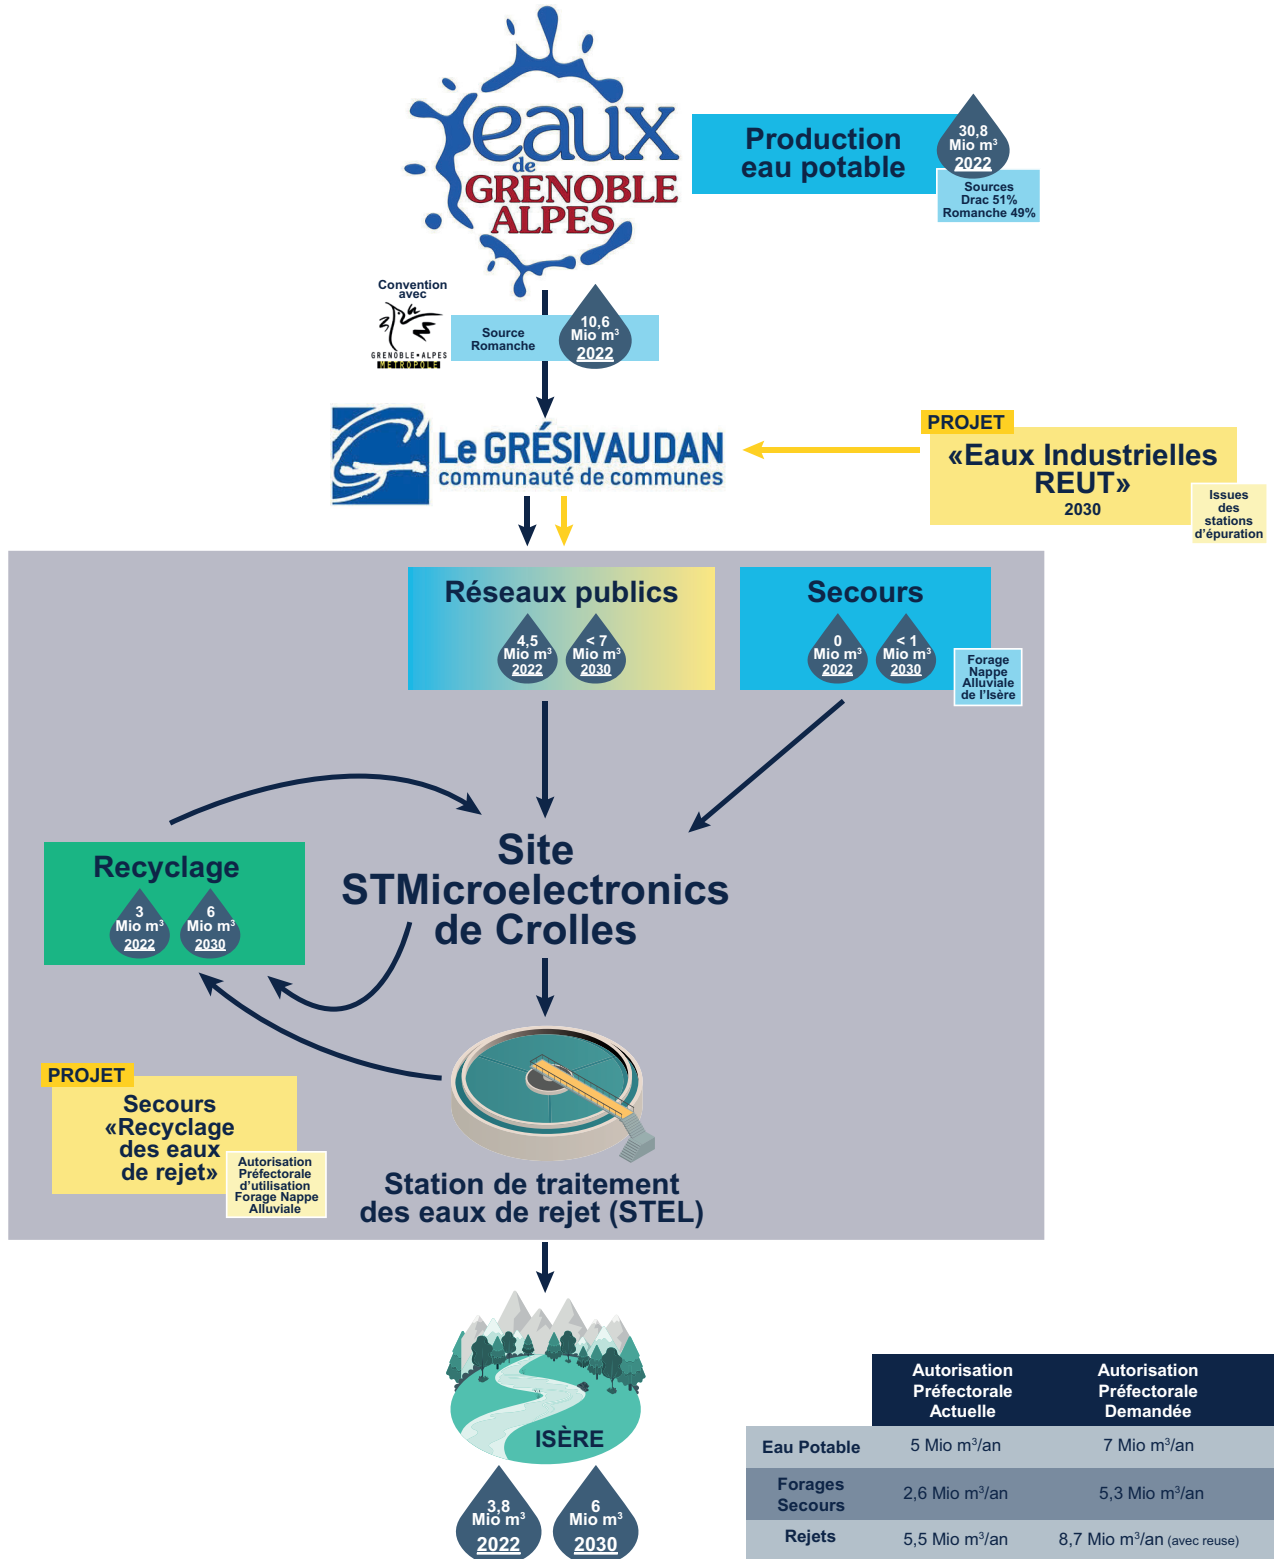 eaux
de
GRENOBLE
ALPES
Production
eau potable
30,8
Mio m³
2022
Sources
Drac 51%
Romanche 49%
Convention
avec
GRENOBLE•ALPES
METROPOLE
Source
Romanche
10,6
Mio m³
2022
Le GRÉSIVAUDAN
communauté de communes
PROJET
«Eaux Industrielles
REUT»
2030
Issues
des
stations
d'épuration
Réseaux publics
4,5
Mio m³
2022
< 7
Mio m³
2030
Secours
0
Mio m³
2022
< 1
Mio m³
2030
Forage
Nappe
Alluviale
de l'Isère
Recyclage
3
Mio m³
2022
6
Mio m³
2030
Site
STMicroelectronics
de Crolles
PROJET
Secours
«Recyclage
des eaux
de rejet»
Autorisation
Préfectorale
d'utilisation
Forage Nappe
Alluviale
Station de traitement
des eaux de rejet (STEL)
ISÈRE
3,8
Mio m³
2022
6
Mio m³
2030
Autorisation
Préfectorale
Actuelle
Autorisation
Préfectorale
Demandée
Eau Potable 5 Mio m³/an 7 Mio m³/an
Forages
Secours
2,6 Mio m³/an 5,3 Mio m³/an
Rejets 5,5 Mio m³/an 8,7 Mio m³/an (avec reuse)